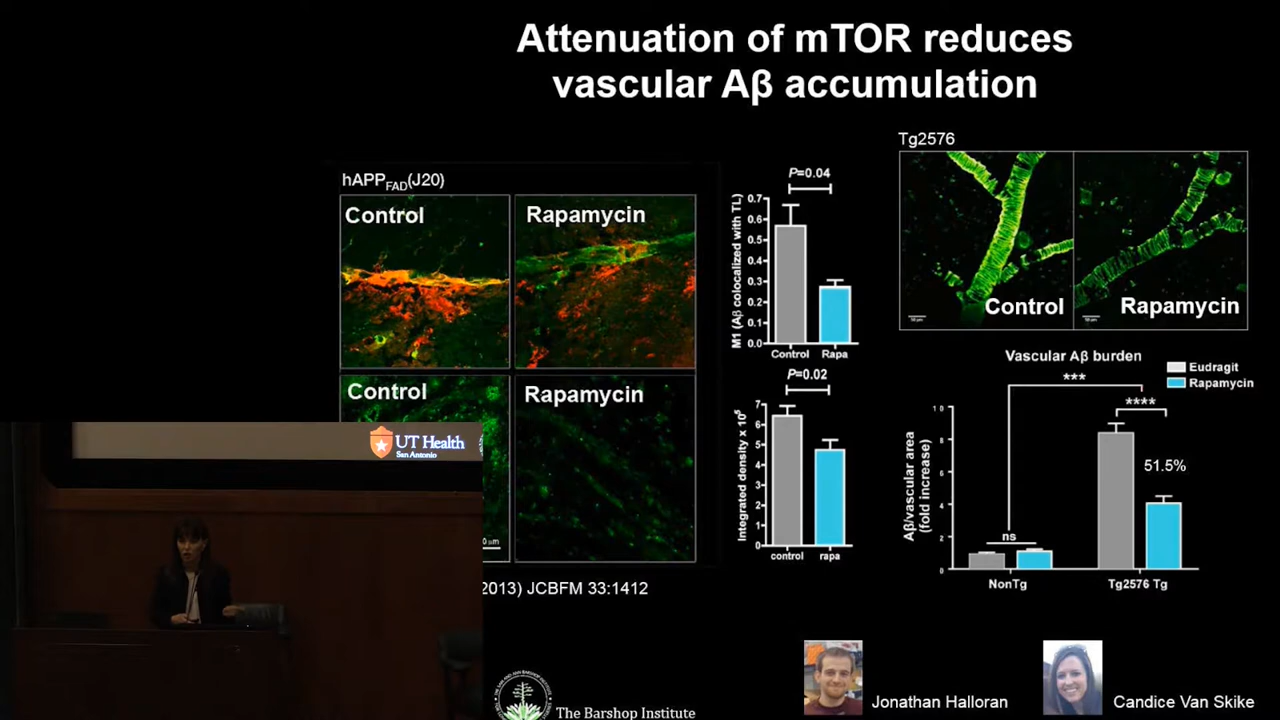 Attenuation of mTOR reduces
vascular Aβ accumulation
hAPPFAD(J20)
Control
Rapamycin
Control
Rapamycin
2013) JCBFM 33:1412
P=0.04
M1 (Aβ colocalized with TL)
0.7
0.6
0.5
0.4
0.3
0.2
0.1
0.0
Control Rapa
P=0.02
Integrated density x 10⁵
7
6
5
4
3
2
1
0
control rapa
Tg2576
Control
Rapamycin
Vascular Aβ burden
Eudragit
Rapamycin
***
****
51.5%
ns
Aβ/vascular area
(fold increase)
10
8
6
4
2
0
NonTg
Tg2576 Tg
UT Health
San Antonio
The Barshop Institute
Jonathan Halloran
Candice Van Skike